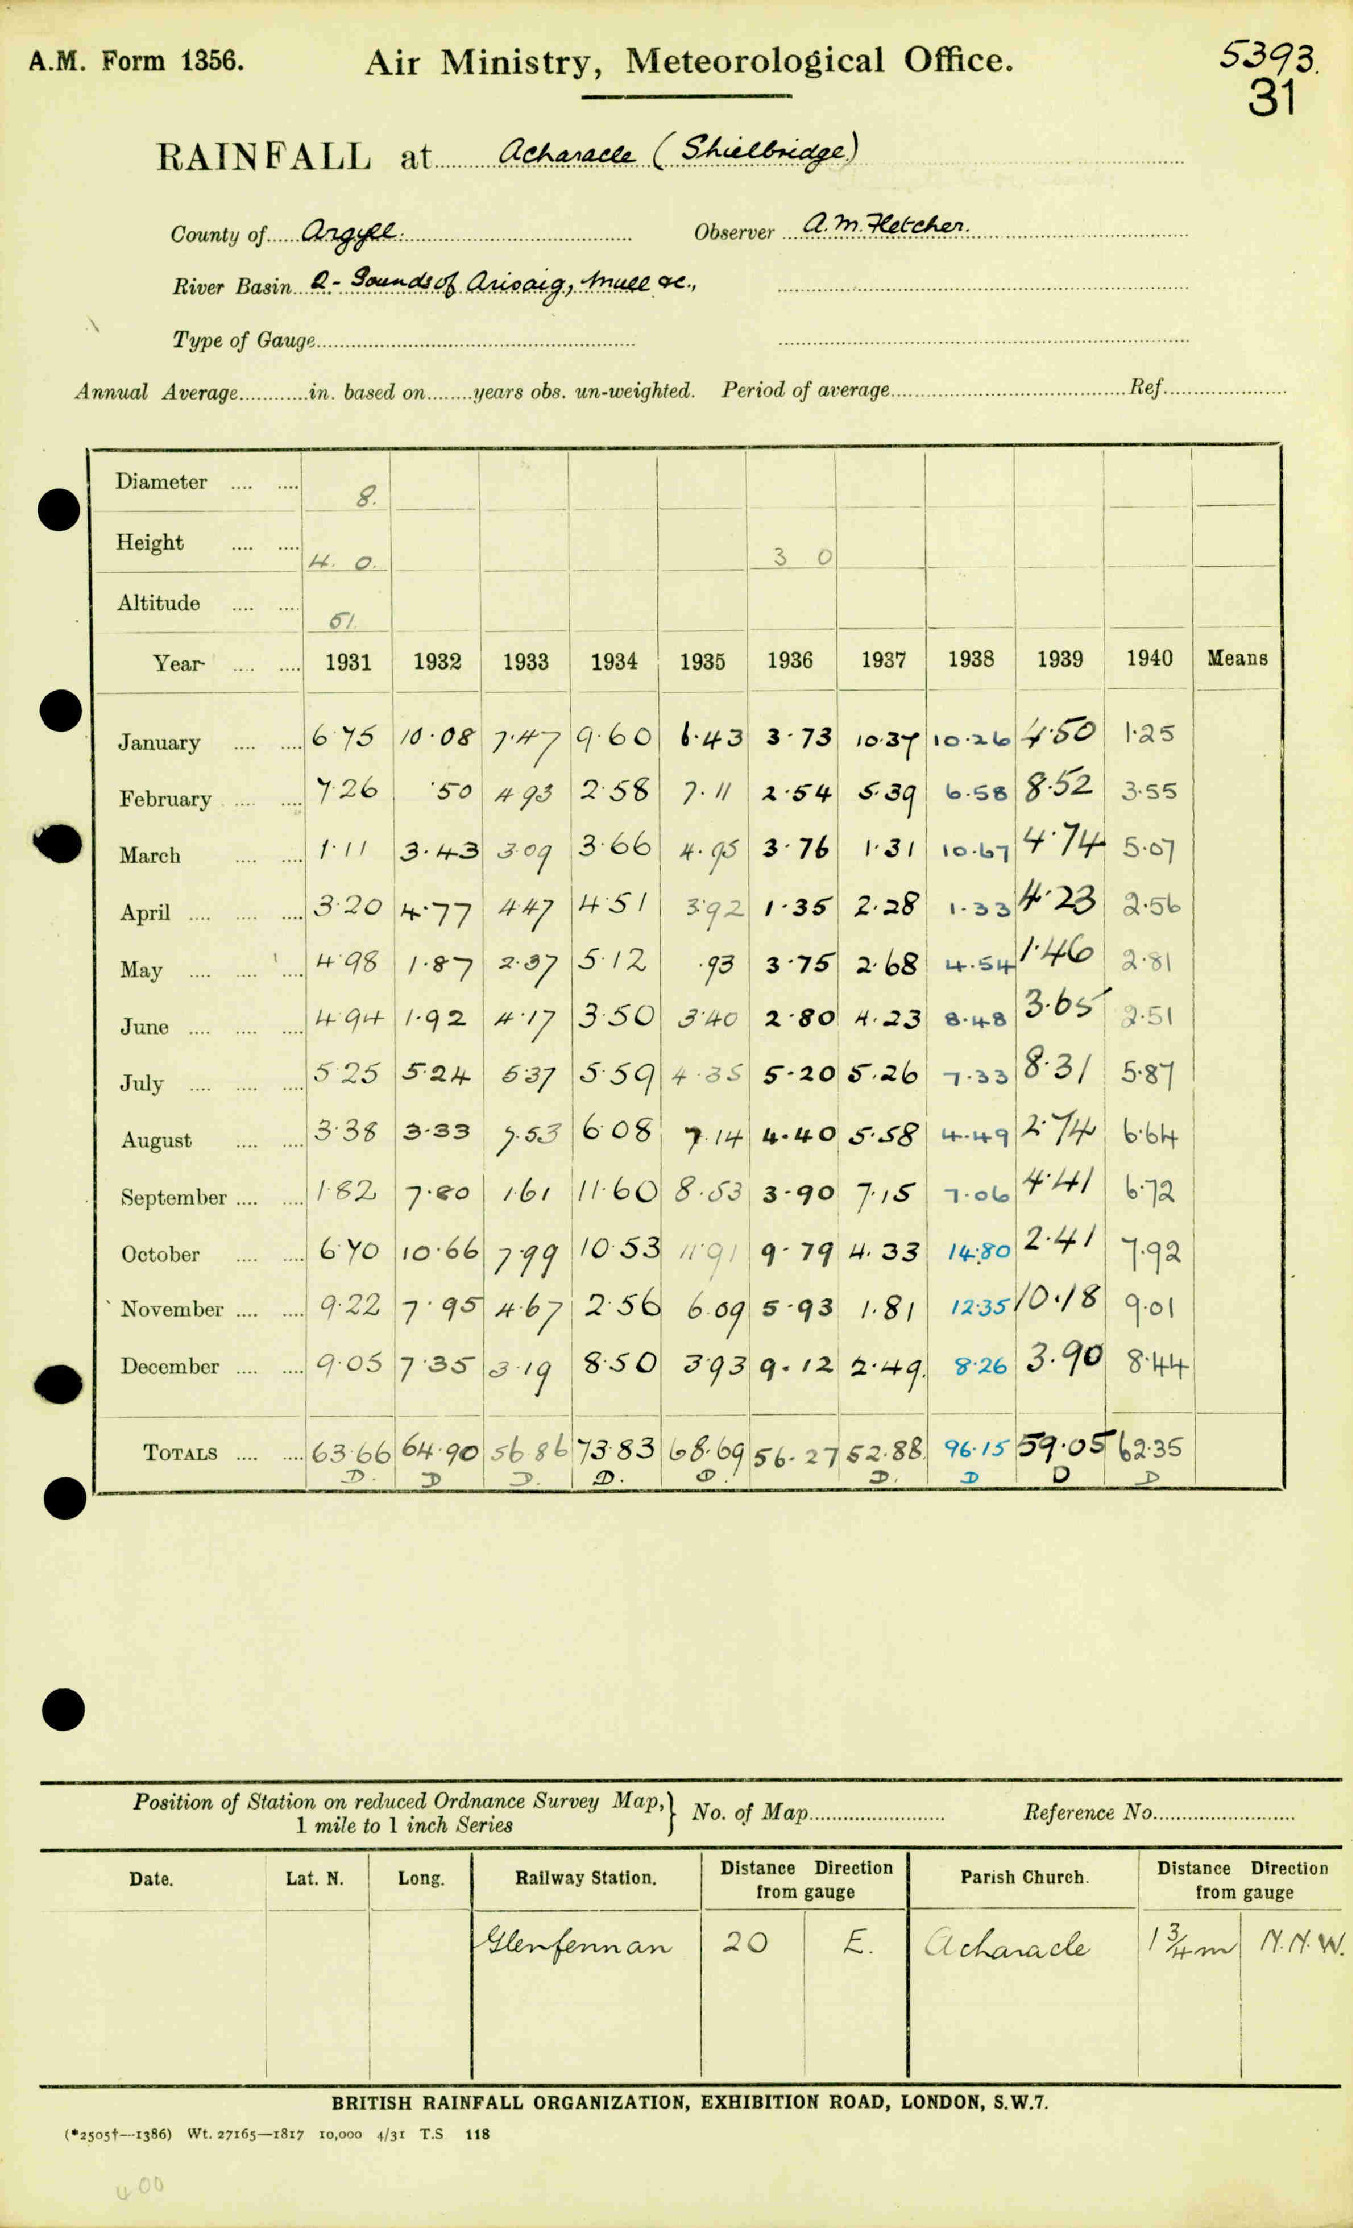 A.M. Form 1356.
Air Ministry, Meteorological Office.
5393.
31
RAINFALL at Acharacle (Shielbridge)
County of Argyll. Observer A.M. Fletcher.
River Basin Q - Sounds of Arisaig, Mull &c.,
Type of Gauge
Annual Average in. based on years obs. un-weighted. Period of average Ref.
Diameter 8.
Height 4. 0. 3 0
Altitude 51.
Year 1931 1932 1933 1934 1935 1936 1937 1938 1939 1940 Means
January 6.75 10.08 7.47 9.60 6.43 3.73 10.37 10.26 4.50 1.25
February 7.26 .50 4.93 2.58 7.11 2.54 5.39 6.58 8.52 3.55
March 1.11 3.43 3.09 3.66 4.95 3.76 1.31 10.67 4.74 5.07
April 3.20 4.77 4.47 4.51 3.92 1.35 2.28 1.33 4.23 2.56
May 4.98 1.87 2.37 5.12 .93 3.75 2.68 4.54 1.46 2.81
June 4.94 1.92 4.17 3.50 3.40 2.80 4.23 8.48 3.65 2.51
July 5.25 5.24 5.37 5.59 4.35 5.20 5.26 7.33 8.31 5.87
August 3.38 3.33 7.53 6.08 7.14 4.40 5.58 4.49 2.74 6.64
September 1.82 7.80 1.61 11.60 8.53 3.90 7.15 7.06 4.41 6.72
October 6.70 10.66 7.99 10.53 11.91 9.79 4.33 14.80 2.41 7.92
November 9.22 7.95 4.67 2.56 6.09 5.93 1.81 12.35 10.18 9.01
December 9.05 7.35 3.19 8.50 3.93 9.12 2.49 8.26 3.90 8.44
TOTALS 63.66 64.90 56.86 73.83 68.69 56.27 52.88 96.15 59.05 62.35
D. D D. D. D. D. D D D
Position of Station on reduced Ordnance Survey Map, No. of Map Reference No.
1 mile to 1 inch Series
Date. Lat. N. Long. Railway Station. Distance Direction Parish Church. Distance Direction
from gauge from gauge
Glenfennan 20 E. Acharacle 1 3/4 m N.N.W.
BRITISH RAINFALL ORGANIZATION, EXHIBITION ROAD, LONDON, S.W.7.
(*2505†—1386) Wt. 27165—1817 10,000 4/31 T.S 118
400